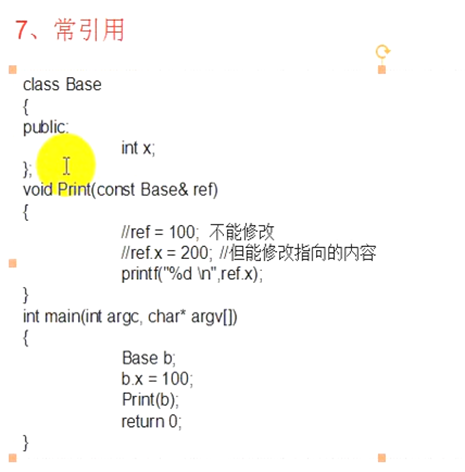 7、常引用
class Base
{
public:
int x;
};
void Print(const Base& ref)
{
//ref = 100; 不能修改
//ref.x = 200; //但能修改指向的内容
printf("%d \n",ref.x);
}
int main(int argc, char* argv[])
{
Base b;
b.x = 100;
Print(b);
return 0;
}